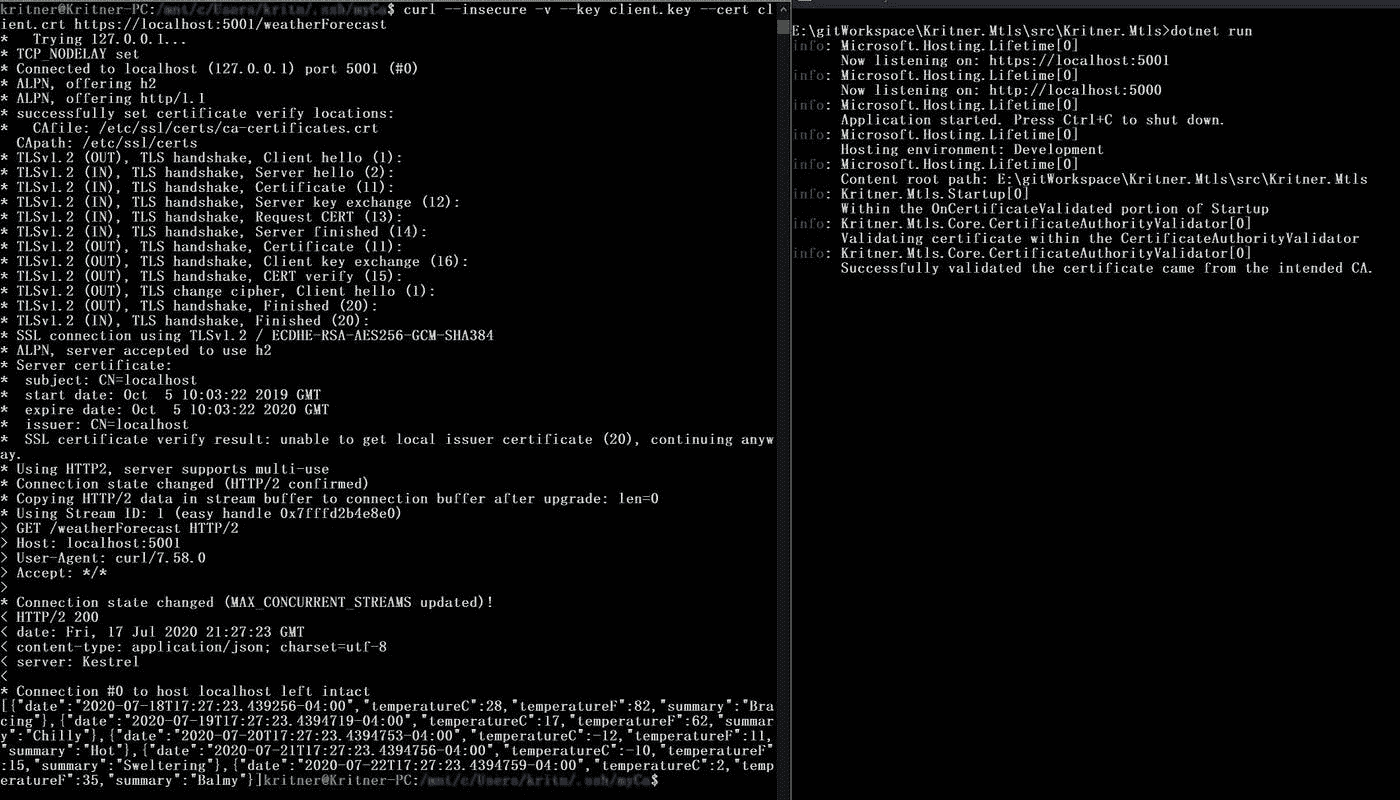 kritner@Kritner-PC:/mnt/c/Users/kritn/.ssh/myCa$ curl --insecure -v --key client.key --cert cl
ient.crt https://localhost:5001/weatherForecast
*   Trying 127.0.0.1...
* TCP_NODELAY set
* Connected to localhost (127.0.0.1) port 5001 (#0)
* ALPN, offering h2
* ALPN, offering http/1.1
* successfully set certificate verify locations:
*   CAfile: /etc/ssl/certs/ca-certificates.crt
  CApath: /etc/ssl/certs
* TLSv1.2 (OUT), TLS handshake, Client hello (1):
* TLSv1.2 (IN), TLS handshake, Server hello (2):
* TLSv1.2 (IN), TLS handshake, Certificate (11):
* TLSv1.2 (IN), TLS handshake, Server key exchange (12):
* TLSv1.2 (IN), TLS handshake, Request CERT (13):
* TLSv1.2 (IN), TLS handshake, Server finished (14):
* TLSv1.2 (OUT), TLS handshake, Certificate (11):
* TLSv1.2 (OUT), TLS handshake, Client key exchange (16):
* TLSv1.2 (OUT), TLS handshake, CERT verify (15):
* TLSv1.2 (OUT), TLS change cipher, Client hello (1):
* TLSv1.2 (OUT), TLS handshake, Finished (20):
* TLSv1.2 (IN), TLS handshake, Finished (20):
* SSL connection using TLSv1.2 / ECDHE-RSA-AES256-GCM-SHA384
* ALPN, server accepted to use h2
* Server certificate:
*  subject: CN=localhost
*  start date: Oct  5 10:03:22 2019 GMT
*  expire date: Oct  5 10:03:22 2020 GMT
*  issuer: CN=localhost
*  SSL certificate verify result: unable to get local issuer certificate (20), continuing anyw
ay.
* Using HTTP2, server supports multi-use
* Connection state changed (HTTP/2 confirmed)
* Copying HTTP/2 data in stream buffer to connection buffer after upgrade: len=0
* Using Stream ID: 1 (easy handle 0x7fffd2b4e8e0)
> GET /weatherForecast HTTP/2
> Host: localhost:5001
> User-Agent: curl/7.58.0
> Accept: */*
>
* Connection state changed (MAX_CONCURRENT_STREAMS updated)!
< HTTP/2 200
< date: Fri, 17 Jul 2020 21:27:23 GMT
< content-type: application/json; charset=utf-8
< server: Kestrel
<
* Connection #0 to host localhost left intact
[{"date":"2020-07-18T17:27:23.439256-04:00","temperatureC":28,"temperatureF":82,"summary":"Bra
cing"},{"date":"2020-07-19T17:27:23.4394719-04:00","temperatureC":17,"temperatureF":62,"summar
y":"Chilly"},{"date":"2020-07-20T17:27:23.4394753-04:00","temperatureC":-12,"temperatureF":11,
"summary":"Hot"},{"date":"2020-07-21T17:27:23.4394756-04:00","temperatureC":-10,"temperatureF"
:15,"summary":"Sweltering"},{"date":"2020-07-22T17:27:23.4394759-04:00","temperatureC":2,"temp
eratureF":35,"summary":"Balmy"}]kritner@Kritner-PC:/mnt/c/Users/kritn/.ssh/myCa$
E:\gitWorkspace\Kritner.Mtls\src\Kritner.Mtls>dotnet run
info: Microsoft.Hosting.Lifetime[0]
      Now listening on: https://localhost:5001
info: Microsoft.Hosting.Lifetime[0]
      Now listening on: http://localhost:5000
info: Microsoft.Hosting.Lifetime[0]
      Application started. Press Ctrl+C to shut down.
info: Microsoft.Hosting.Lifetime[0]
      Hosting environment: Development
info: Microsoft.Hosting.Lifetime[0]
      Content root path: E:\gitWorkspace\Kritner.Mtls\src\Kritner.Mtls
info: Kritner.Mtls.Startup[0]
      Within the OnCertificateValidated portion of Startup
info: Kritner.Mtls.Core.CertificateAuthorityValidator[0]
      Validating certificate within the CertificateAuthorityValidator
info: Kritner.Mtls.Core.CertificateAuthorityValidator[0]
      Successfully validated the certificate came from the intended CA.